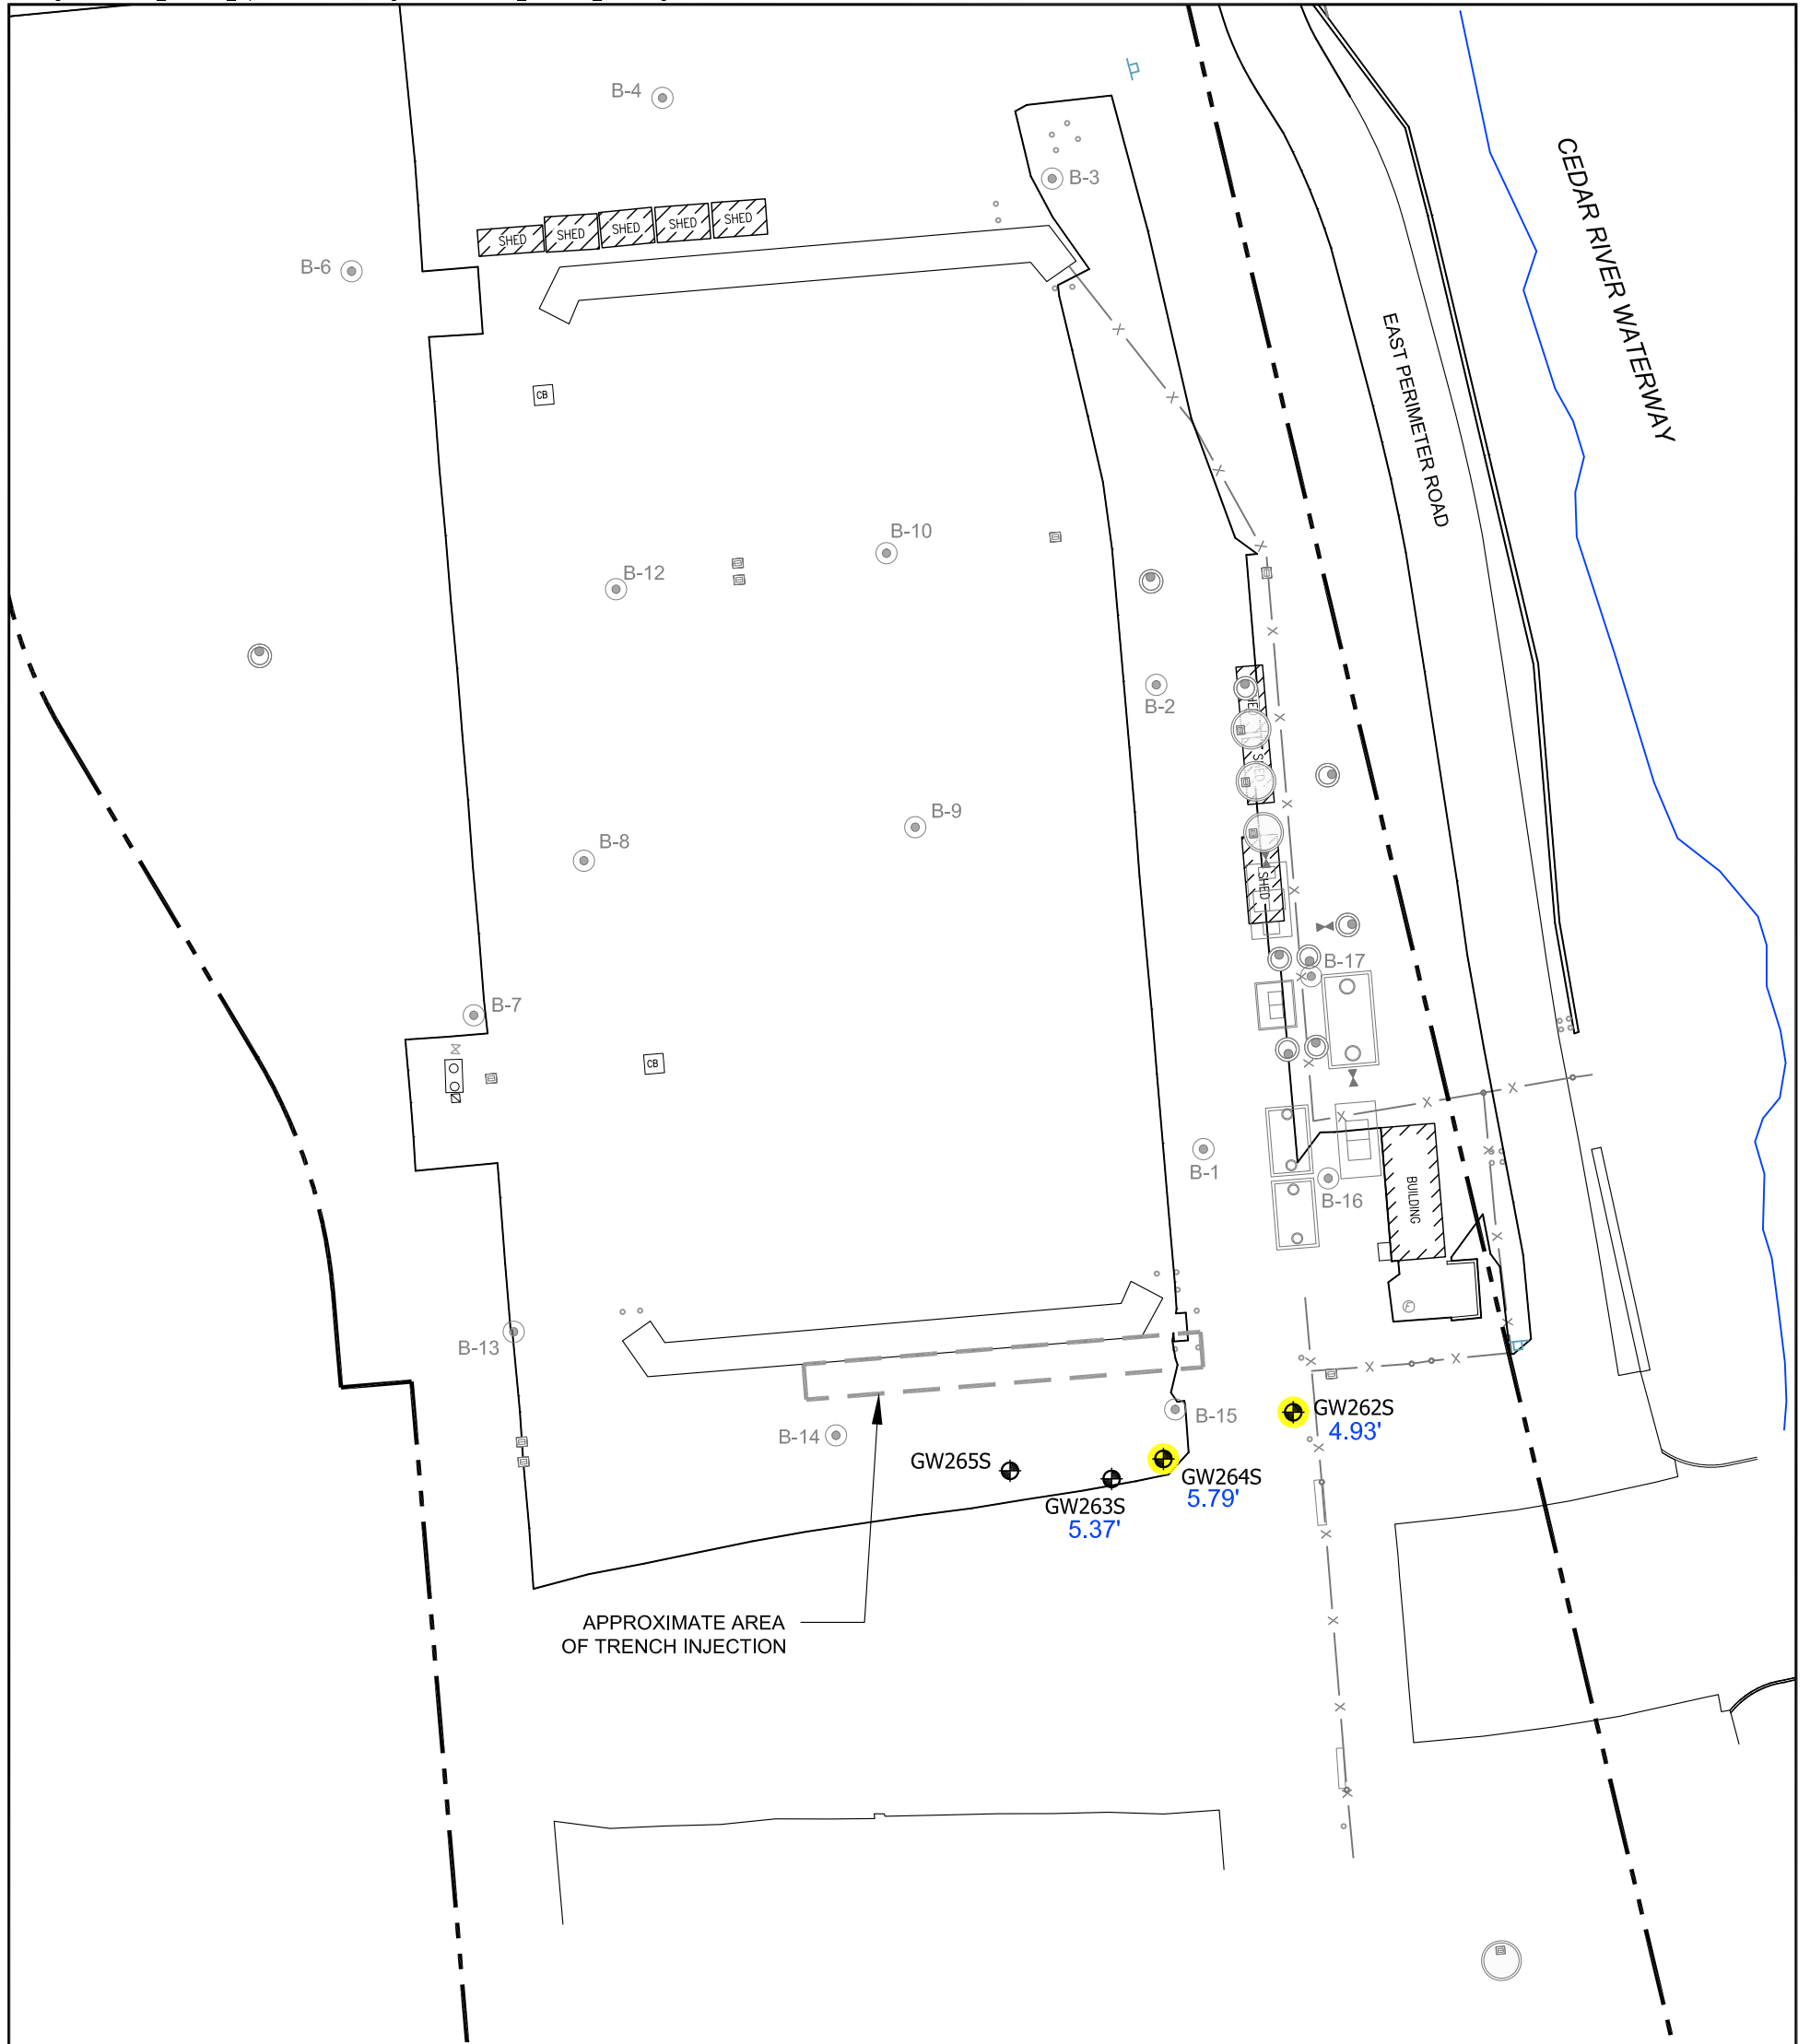 B-4
B-3
CEDAR RIVER WATERWAY
SHED
SHED
SHED
SHED
SHED
B-6
EAST PERIMETER ROAD
CB
B-10
B-12
B-2
B-9
B-8
SHED
B-17
B-7
CB
B-1
B-16
BUILDING
F
B-13
B-15
GW262S
4.93'
B-14
GW265S
GW264S
5.79'
GW263S
5.37'
APPROXIMATE AREA
OF TRENCH INJECTION